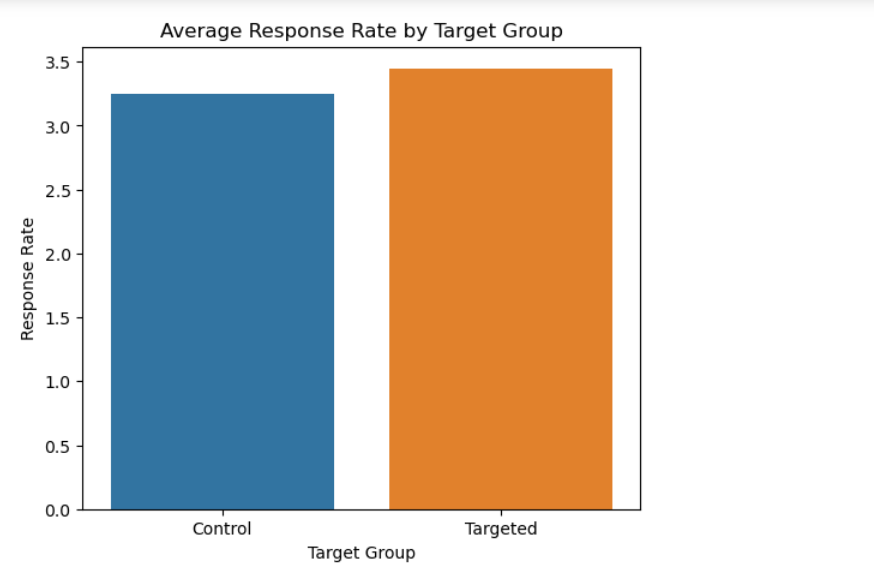 Average Response Rate by Target Group
3.5
3.0
2.5
2.0
1.5
1.0
0.5
0.0
Response Rate
Control
Targeted
Target Group